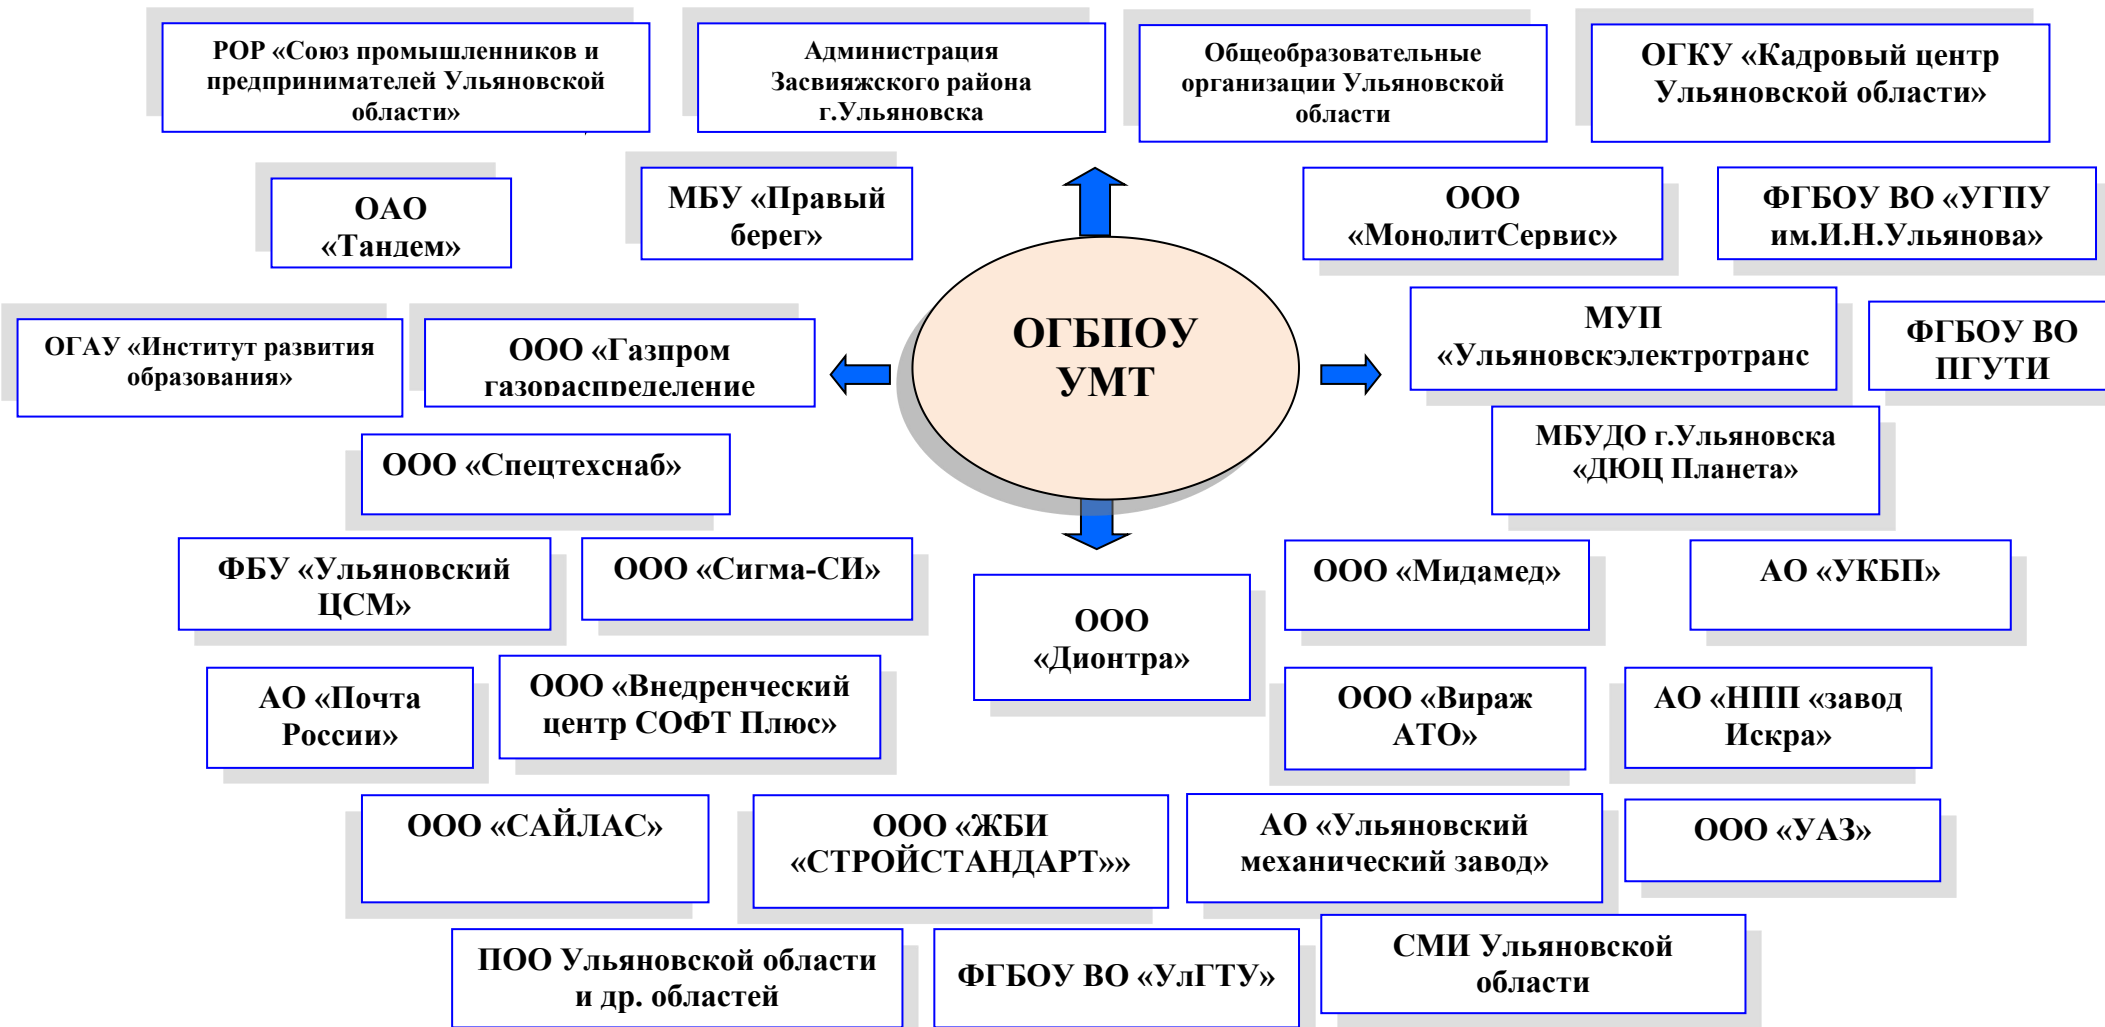 РОР «Союз промышленников и
предпринимателей Ульяновской
области»
Администрация
Засвияжского района
г.Ульяновска
Общеобразовательные
организации Ульяновской
области
ОГКУ «Кадровый центр
Ульяновской области»
ОАО
«Тандем»
МБУ «Правый
берег»
ООО
«МонолитСервис»
ФГБОУ ВО «УГПУ
им.И.Н.Ульянова»
ОГАУ «Институт развития
образования»
ООО «Газпром
газораспределение
ОГБПОУ
УМТ
МУП
«Ульяновскэлектротранс
ФГБОУ ВО
ПГУТИ
МБУДО г.Ульяновска
«ДЮЦ Планета»
ООО «Спецтехснаб»
ФБУ «Ульяновский
ЦСМ»
ООО «Сигма-СИ»
ООО
«Дионтра»
ООО «Мидамед»
АО «УКБП»
АО «Почта
России»
ООО «Внедренческий
центр СОФТ Плюс»
ООО «Вираж
АТО»
АО «НПП «завод
Искра»
ООО «САЙЛАС»
ООО «ЖБИ
«СТРОЙСТАНДАРТ»»
АО «Ульяновский
механический завод»
ООО «УАЗ»
ПОО Ульяновской области
и др. областей
ФГБОУ ВО «УлГТУ»
СМИ Ульяновской
области